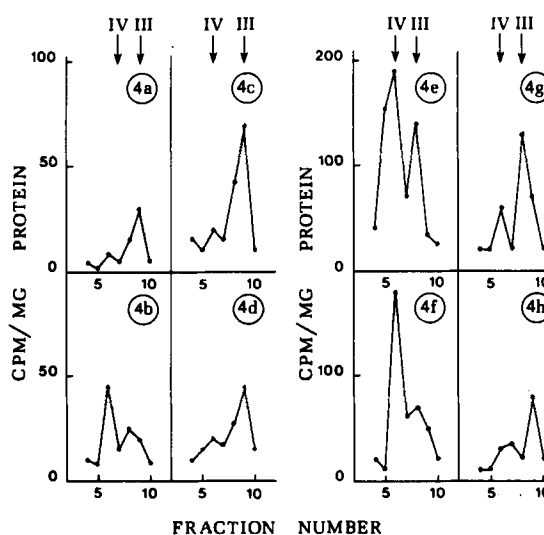 IV III III IV III IV III
100 4a 4c 200 4e 4g
PROTEIN 50 PROTEIN 100
0 0
5 10 5 10 5 10 5 10
CPM/MG 4b 4d CPM/MG 4f 4h
50 100
0 0
5 10 5 10 5 10 5 10
FRACTION NUMBER